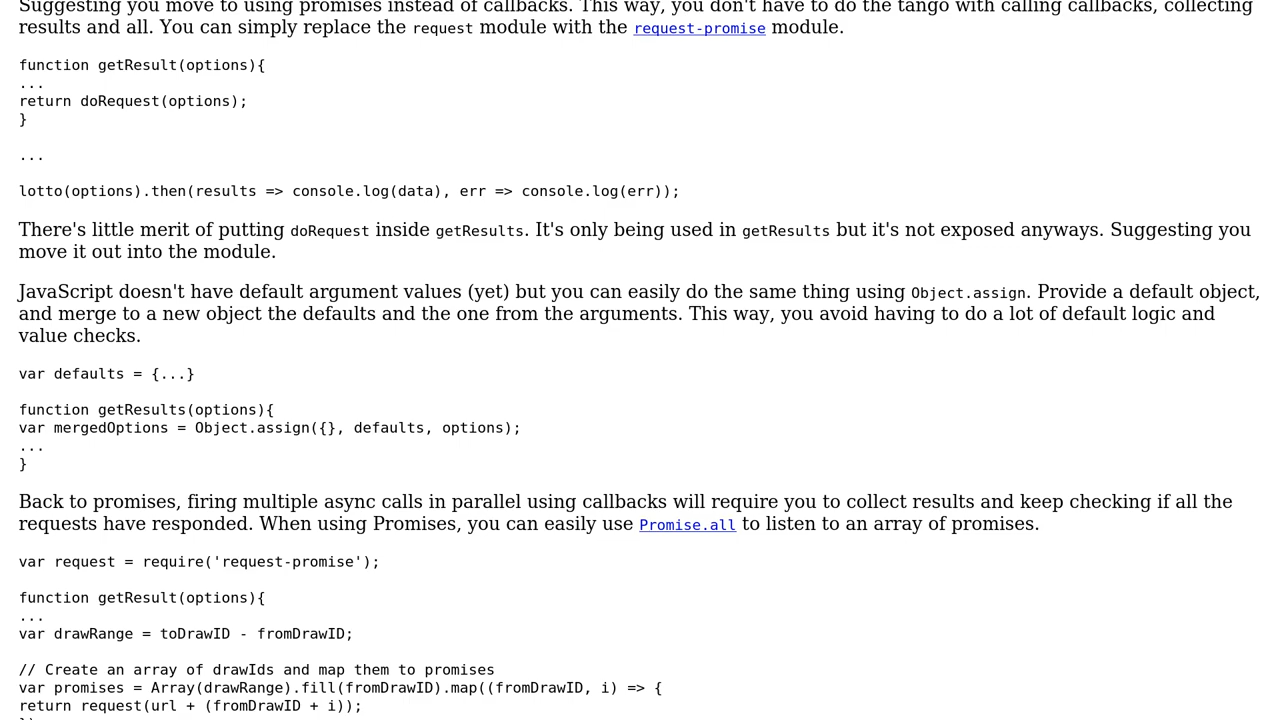 Suggesting you move to using promises instead of callbacks. This way, you don't have to do the tango with calling callbacks, collecting
results and all. You can simply replace the request module with the request-promise module.
function getResult(options){
...
return doRequest(options);
}
...
lotto(options).then(results => console.log(data), err => console.log(err));
There's little merit of putting doRequest inside getResults. It's only being used in getResults but it's not exposed anyways. Suggesting you
move it out into the module.
JavaScript doesn't have default argument values (yet) but you can easily do the same thing using Object.assign. Provide a default object,
and merge to a new object the defaults and the one from the arguments. This way, you avoid having to do a lot of default logic and
value checks.
var defaults = {...}
function getResults(options){
var mergedOptions = Object.assign({}, defaults, options);
...
}
Back to promises, firing multiple async calls in parallel using callbacks will require you to collect results and keep checking if all the
requests have responded. When using Promises, you can easily use Promise.all to listen to an array of promises.
var request = require('request-promise');
function getResult(options){
...
var drawRange = toDrawID - fromDrawID;
// Create an array of drawIds and map them to promises
var promises = Array(drawRange).fill(fromDrawID).map((fromDrawID, i) => {
return request(url + (fromDrawID + i));